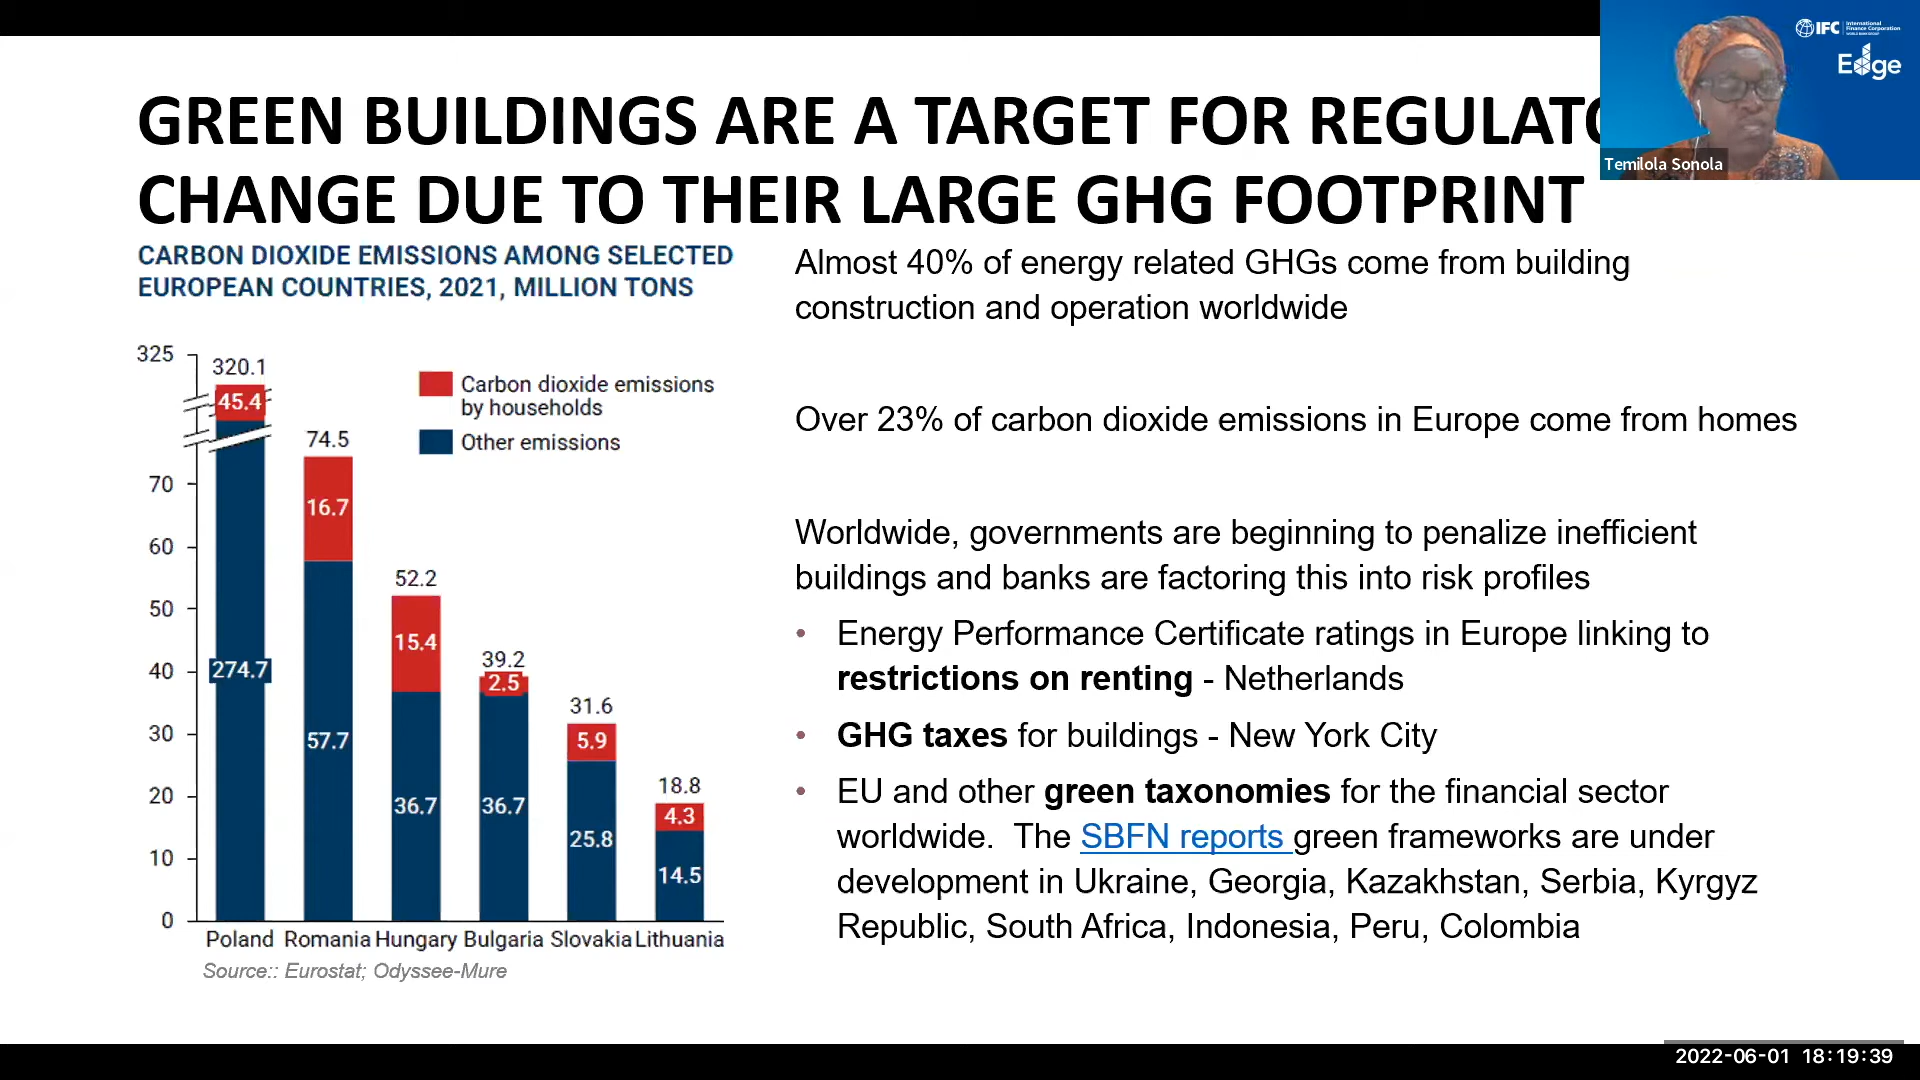 GREEN BUILDINGS ARE A TARGET FOR REGULATO
CHANGE DUE TO THEIR LARGE GHG FOOTPRINT
IFC
International
Finance Corporation
WORLD BANK GROUP
Edge
Temilola Sonola
CARBON DIOXIDE EMISSIONS AMONG SELECTED
EUROPEAN COUNTRIES, 2021, MILLION TONS
325
70
60
50
40
30
20
10
0
Carbon dioxide emissions
by households
Other emissions
320.1
45.4
274.7
74.5
16.7
57.7
52.2
15.4
36.7
39.2
2.5
36.7
31.6
5.9
25.8
18.8
4.3
14.5
Poland Romania Hungary Bulgaria Slovakia Lithuania
Source:: Eurostat; Odyssee-Mure
Almost 40% of energy related GHGs come from building
construction and operation worldwide
Over 23% of carbon dioxide emissions in Europe come from homes
Worldwide, governments are beginning to penalize inefficient
buildings and banks are factoring this into risk profiles
• Energy Performance Certificate ratings in Europe linking to
restrictions on renting - Netherlands
• GHG taxes for buildings - New York City
• EU and other green taxonomies for the financial sector
worldwide. The SBFN reports green frameworks are under
development in Ukraine, Georgia, Kazakhstan, Serbia, Kyrgyz
Republic, South Africa, Indonesia, Peru, Colombia
2022-06-01 18:19:39